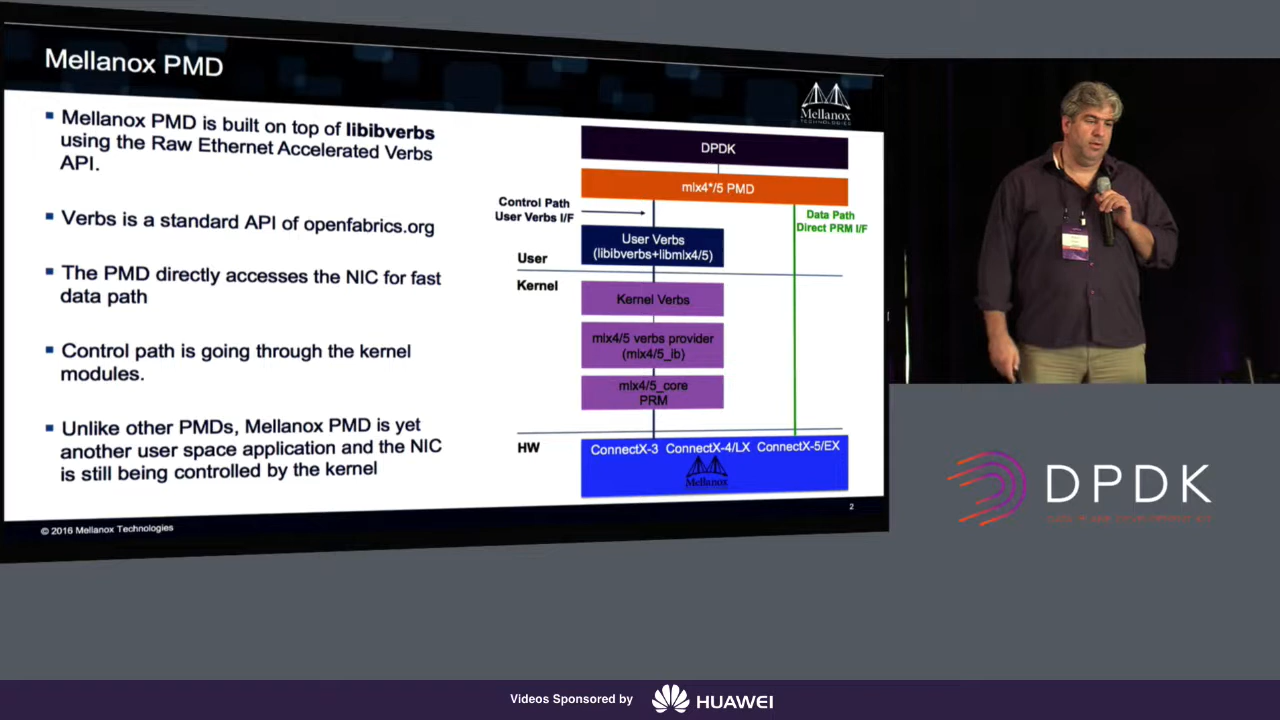 Mellanox PMD
Mellanox
TECHNOLOGIES
Mellanox PMD is built on top of libibverbs
using the Raw Ethernet Accelerated Verbs
API.
Verbs is a standard API of openfabrics.org
The PMD directly accesses the NIC for fast
data path
Control path is going through the kernel
modules.
Unlike other PMDs, Mellanox PMD is yet
another user space application and the NIC
is still being controlled by the kernel
DPDK
mlx4*/5 PMD
Control Path
User Verbs I/F
Data Path
Direct PRM I/F
User Verbs
(libibverbs+libmlx4/5)
User
Kernel
Kernel Verbs
mlx4/5 verbs provider
(mlx4/5_ib)
mlx4/5_core
PRM
HW
ConnectX-3 ConnectX-4/LX ConnectX-5/EX
Mellanox
2
© 2016 Mellanox Technologies
DPDK
Videos Sponsored by
HUAWEI